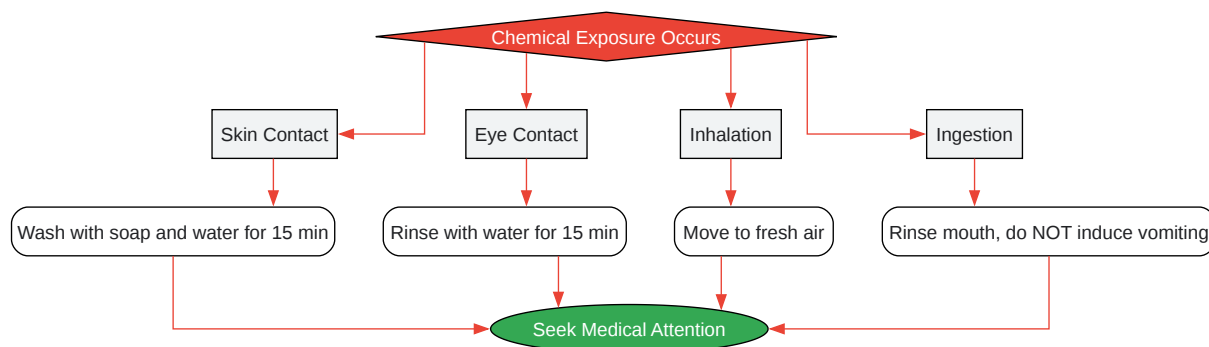 Chemical Exposure Occurs
Skin Contact
Eye Contact
Inhalation
Ingestion
Wash with soap and water for 15 min
Rinse with water for 15 min
Move to fresh air
Rinse mouth, do NOT induce vomiting
Seek Medical Attention